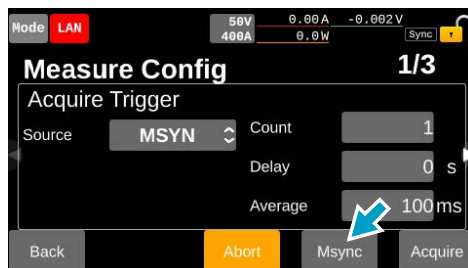 Mode LAN 50V 0.00A -0.002V
400A 0.0W Sync
Measure Config 1/3
Acquire Trigger
Source MSYN Count 1
Delay 0 s
Average 100 ms
Back Abort Msync Acquire